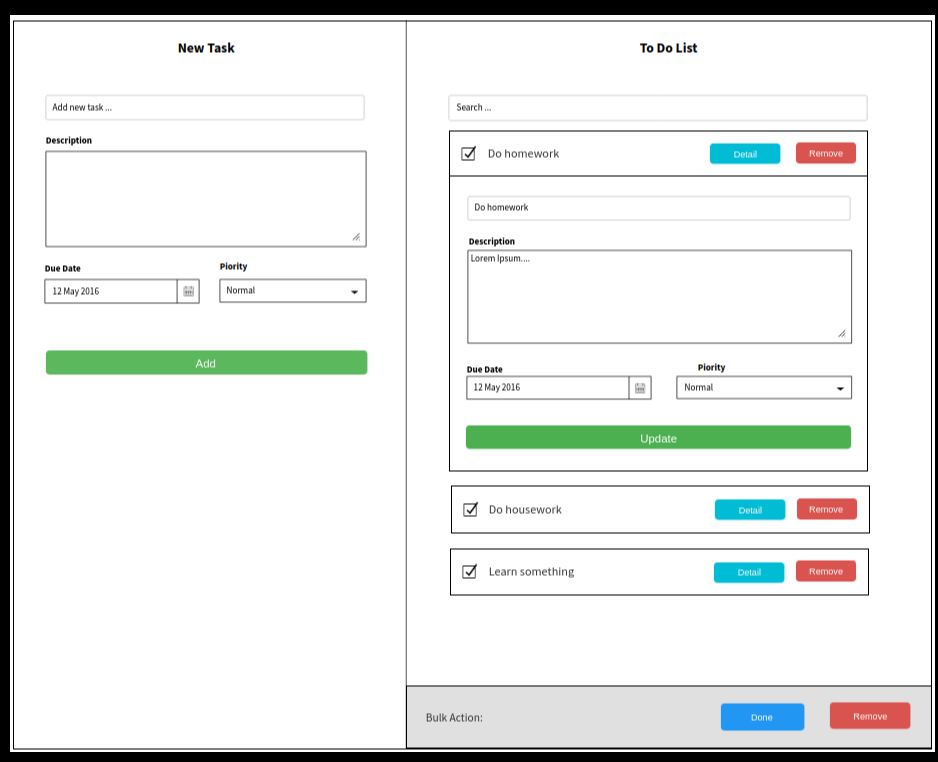 New Task
Add new task ...
Description
Due Date
Piority
12 May 2016
Normal
Add
To Do List
Search ...
Do homework
Detail
Remove
Do homework
Description
Lorem Ipsum....
Due Date
Piority
12 May 2016
Normal
Update
Do housework
Detail
Remove
Learn something
Detail
Remove
Bulk Action:
Done
Remove